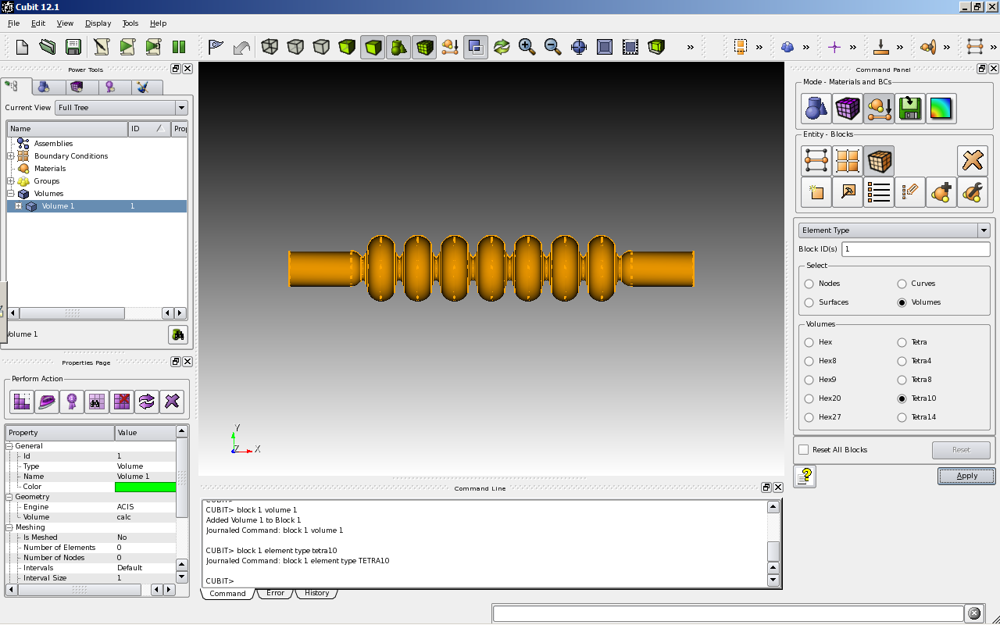 Cubit 12.1
File Edit View Display Tools Help
Power Tools
Current View Full Tree
Name ID
Assemblies
Boundary Conditions
Materials
Groups
Volumes
Volume 1 1
Volume 1
Properties Page
Perform Action
Property Value
General
Id 1
Type Volume
Name Volume 1
Color
Geometry
Engine ACIS
Volume calc
Meshing
Is Meshed No
Number of Elements 0
Number of Nodes 0
Intervals Default
Interval Size 1
Y
Z X
Command Line
CUBIT>
CUBIT> block 1 volume 1
Added Volume 1 to Block 1
Journaled Command: block 1 volume 1
CUBIT> block 1 element type tetra10
Journaled Command: block 1 element type TETRA10
CUBIT>
Command Error History
Command Panel
Mode - Materials and BCs
Entity - Blocks
Element Type
Block ID(s) 1
Select
Nodes Curves
Surfaces Volumes
Volumes
Hex Tetra
Hex8 Tetra4
Hex9 Tetra8
Hex20 Tetra10
Hex27 Tetra14
Reset All Blocks Reset
Apply